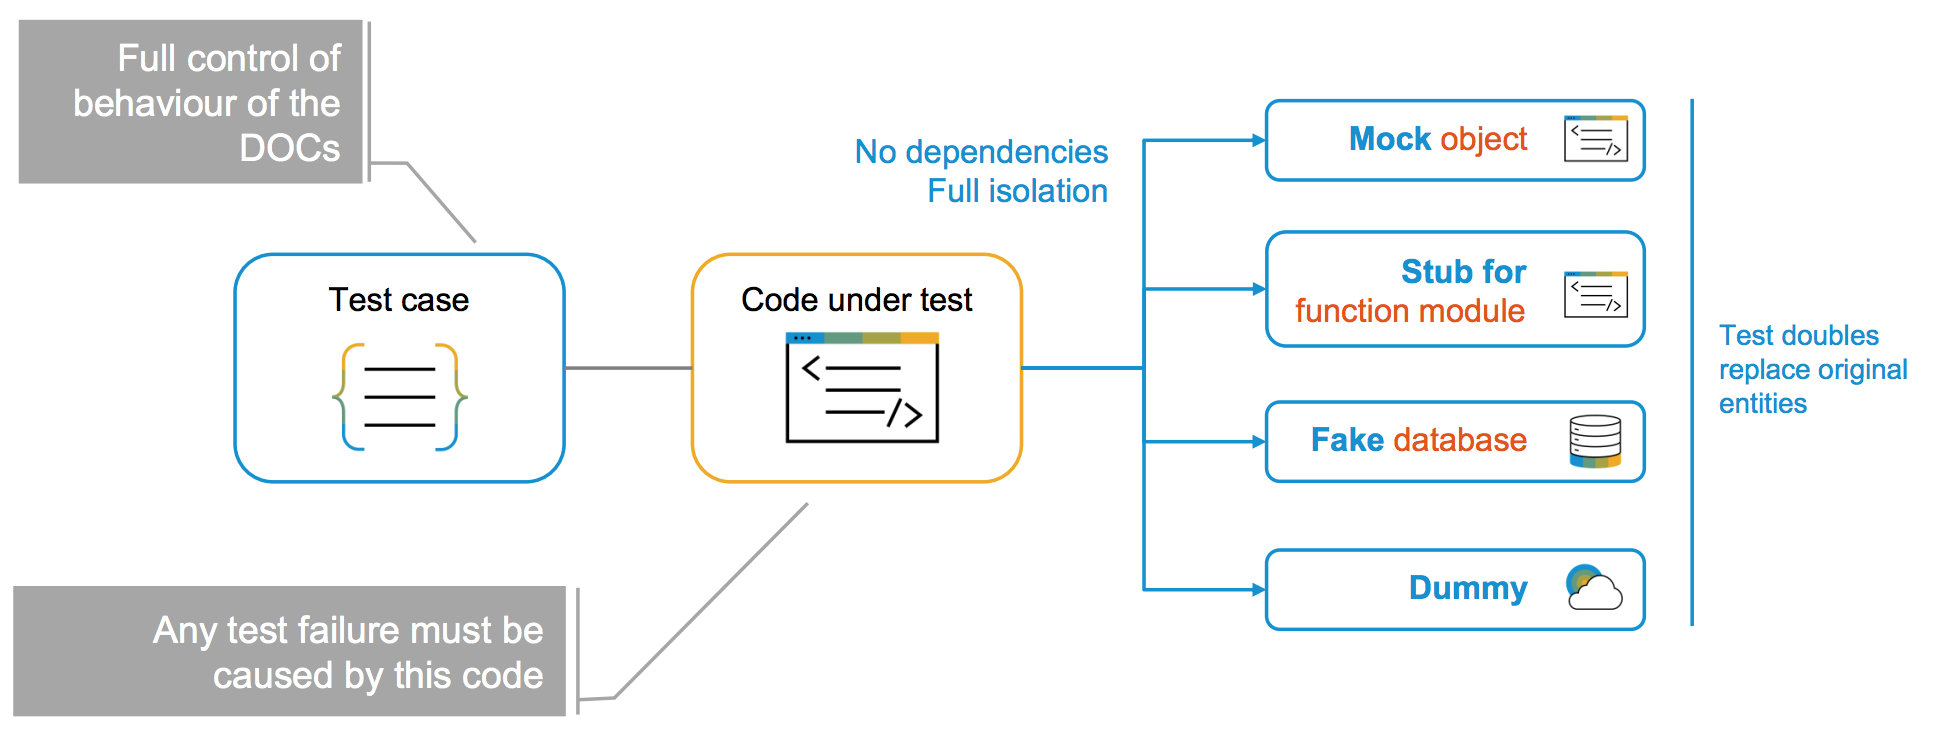 Full control of
behaviour of the
DOCs
No dependencies
Full isolation
Mock object
Test case
Code under test
Stub for
function module
Test doubles
replace original
entities
Fake database
Dummy
Any test failure must be
caused by this code